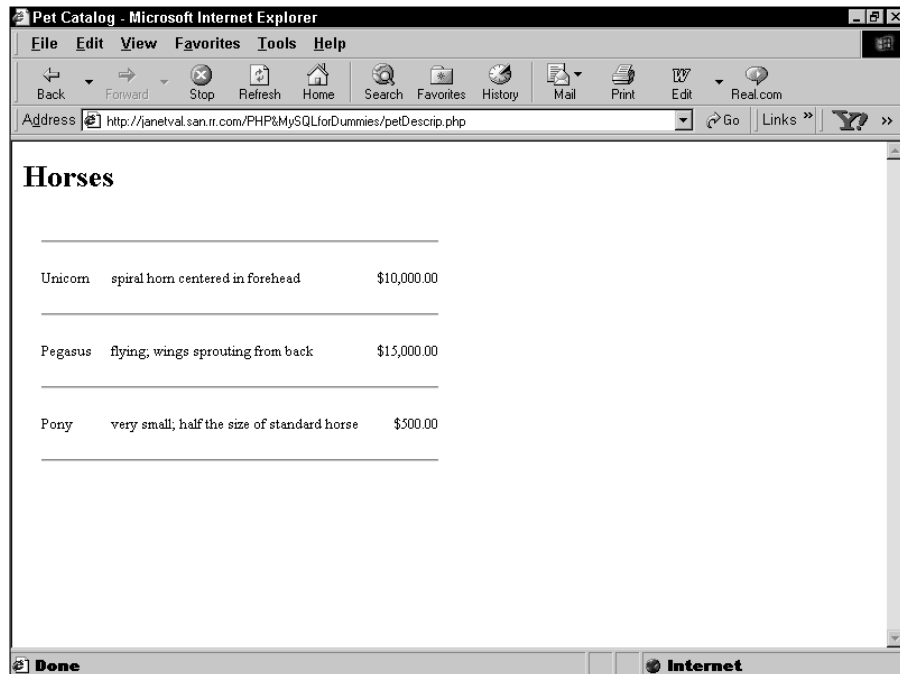 Pet Catalog - Microsoft Internet Explorer
File Edit View Favorites Tools Help
Back Forward Stop Refresh Home Search Favorites History Mail Print Edit Real.com
Address http://janetval.san.rr.com/PHP&MySQLforDummies/petDescrip.php Go Links » Y? »
Horses
Unicorn spiral horn centered in forehead $10,000.00
Pegasus flying; wings sprouting from back $15,000.00
Pony very small; half the size of standard horse $500.00
Done Internet